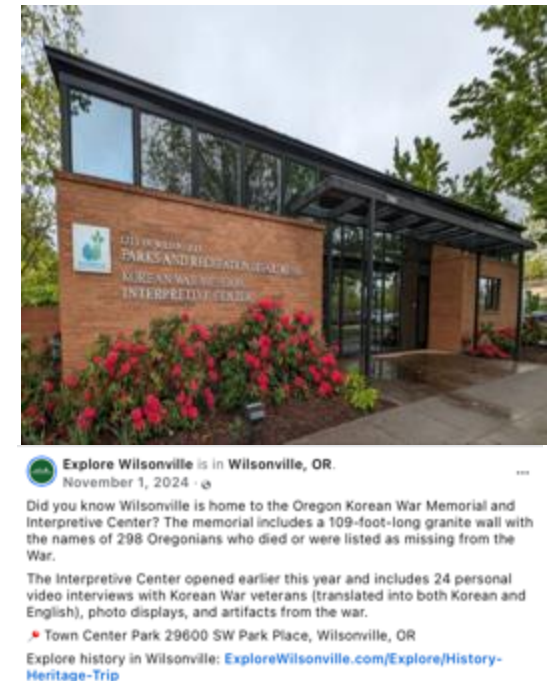 CITY OF WILSONVILLE
PARKS AND RECREATION
KOREAN WAR
INTERPRETIVE CENTER
Explore Wilsonville is in Wilsonville, OR.
November 1, 2024 ·
Did you know Wilsonville is home to the Oregon Korean War Memorial and
Interpretive Center? The memorial includes a 109-foot-long granite wall with
the names of 298 Oregonians who died or were listed as missing from the
War.
The Interpretive Center opened earlier this year and includes 24 personal
video interviews with Korean War veterans (translated into both Korean and
English), photo displays, and artifacts from the war.
📍 Town Center Park 29600 SW Park Place, Wilsonville, OR
Explore history in Wilsonville: ExploreWilsonville.com/Explore/History-
Heritage-Trip